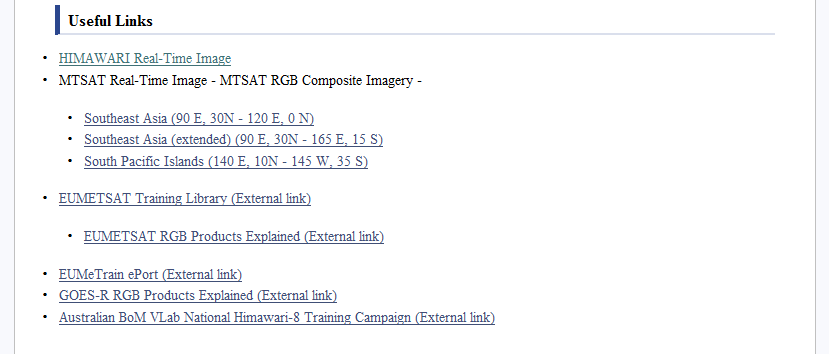 Useful Links
HIMAWARI Real-Time Image
MTSAT Real-Time Image - MTSAT RGB Composite Imagery -
Southeast Asia (90 E, 30N - 120 E, 0 N)
Southeast Asia (extended) (90 E, 30N - 165 E, 15 S)
South Pacific Islands (140 E, 10N - 145 W, 35 S)
EUMETSAT Training Library (External link)
EUMETSAT RGB Products Explained (External link)
EUMeTrain ePort (External link)
GOES-R RGB Products Explained (External link)
Australian BoM VLab National Himawari-8 Training Campaign (External link)